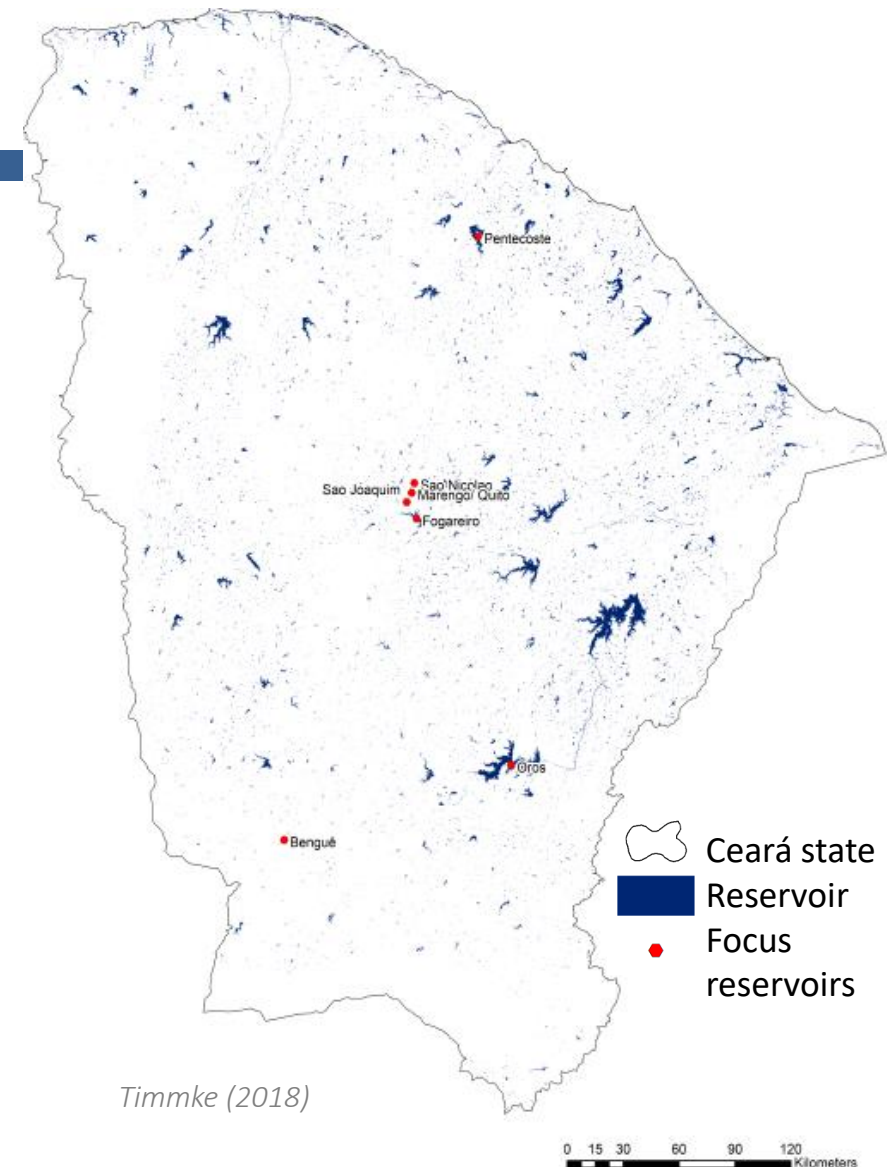 Pentecoste
Sao Nicolao
Sao Joaquim
Marengo/ Quito
Fogareiro
Oros
Benguê
Ceará state
Reservoir
Focus
reservoirs
Timmke (2018)
0 15 30 60 90 120
Kilometers